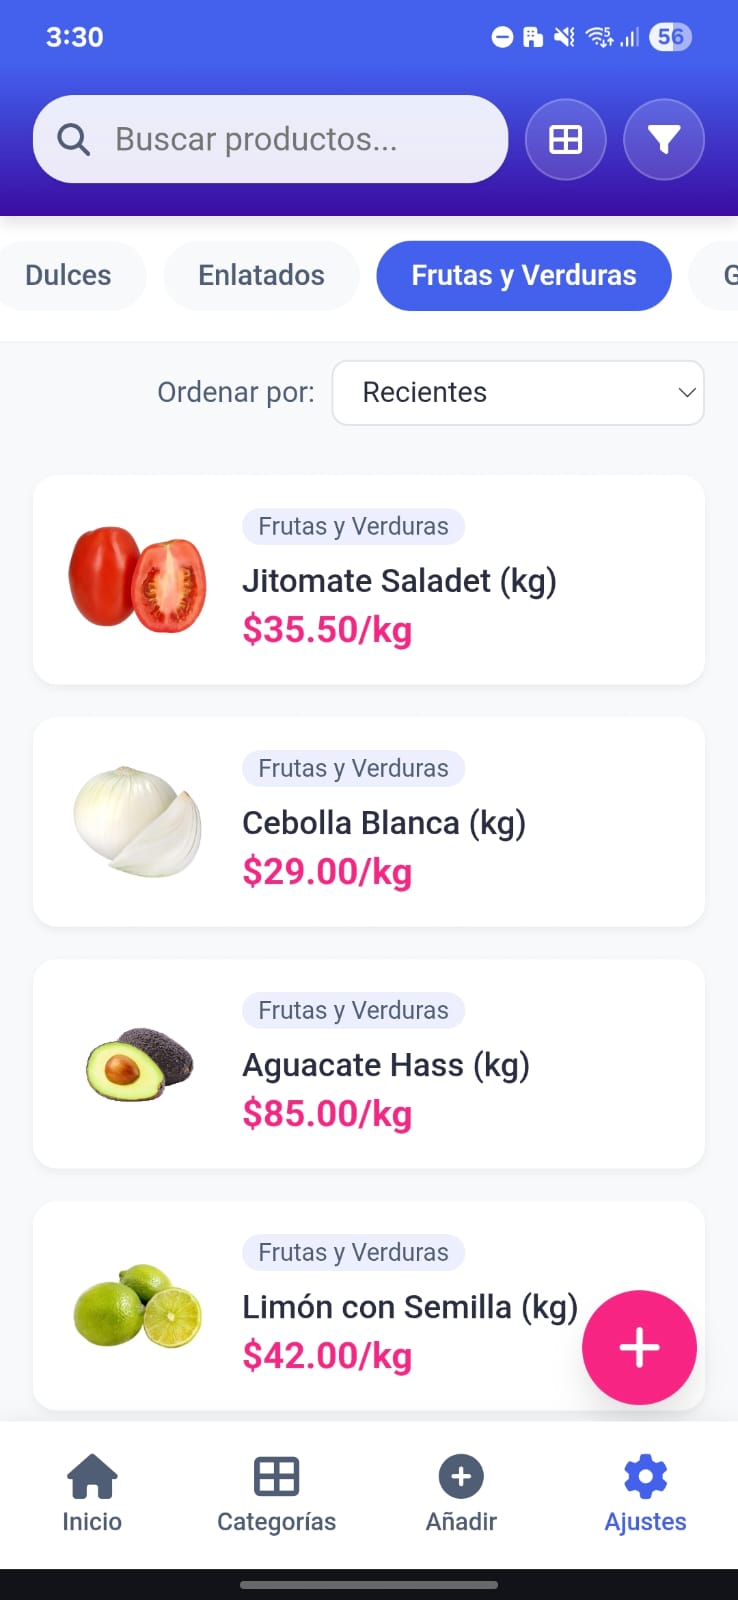 3:30
56
Buscar productos...
Dulces
Enlatados
Frutas y Verduras
G
Ordenar por:
Recientes
Frutas y Verduras
Jitomate Saladet (kg)
$35.50/kg
Frutas y Verduras
Cebolla Blanca (kg)
$29.00/kg
Frutas y Verduras
Aguacate Hass (kg)
$85.00/kg
Frutas y Verduras
Limón con Semilla (kg)
$42.00/kg
Inicio
Categorías
Añadir
Ajustes